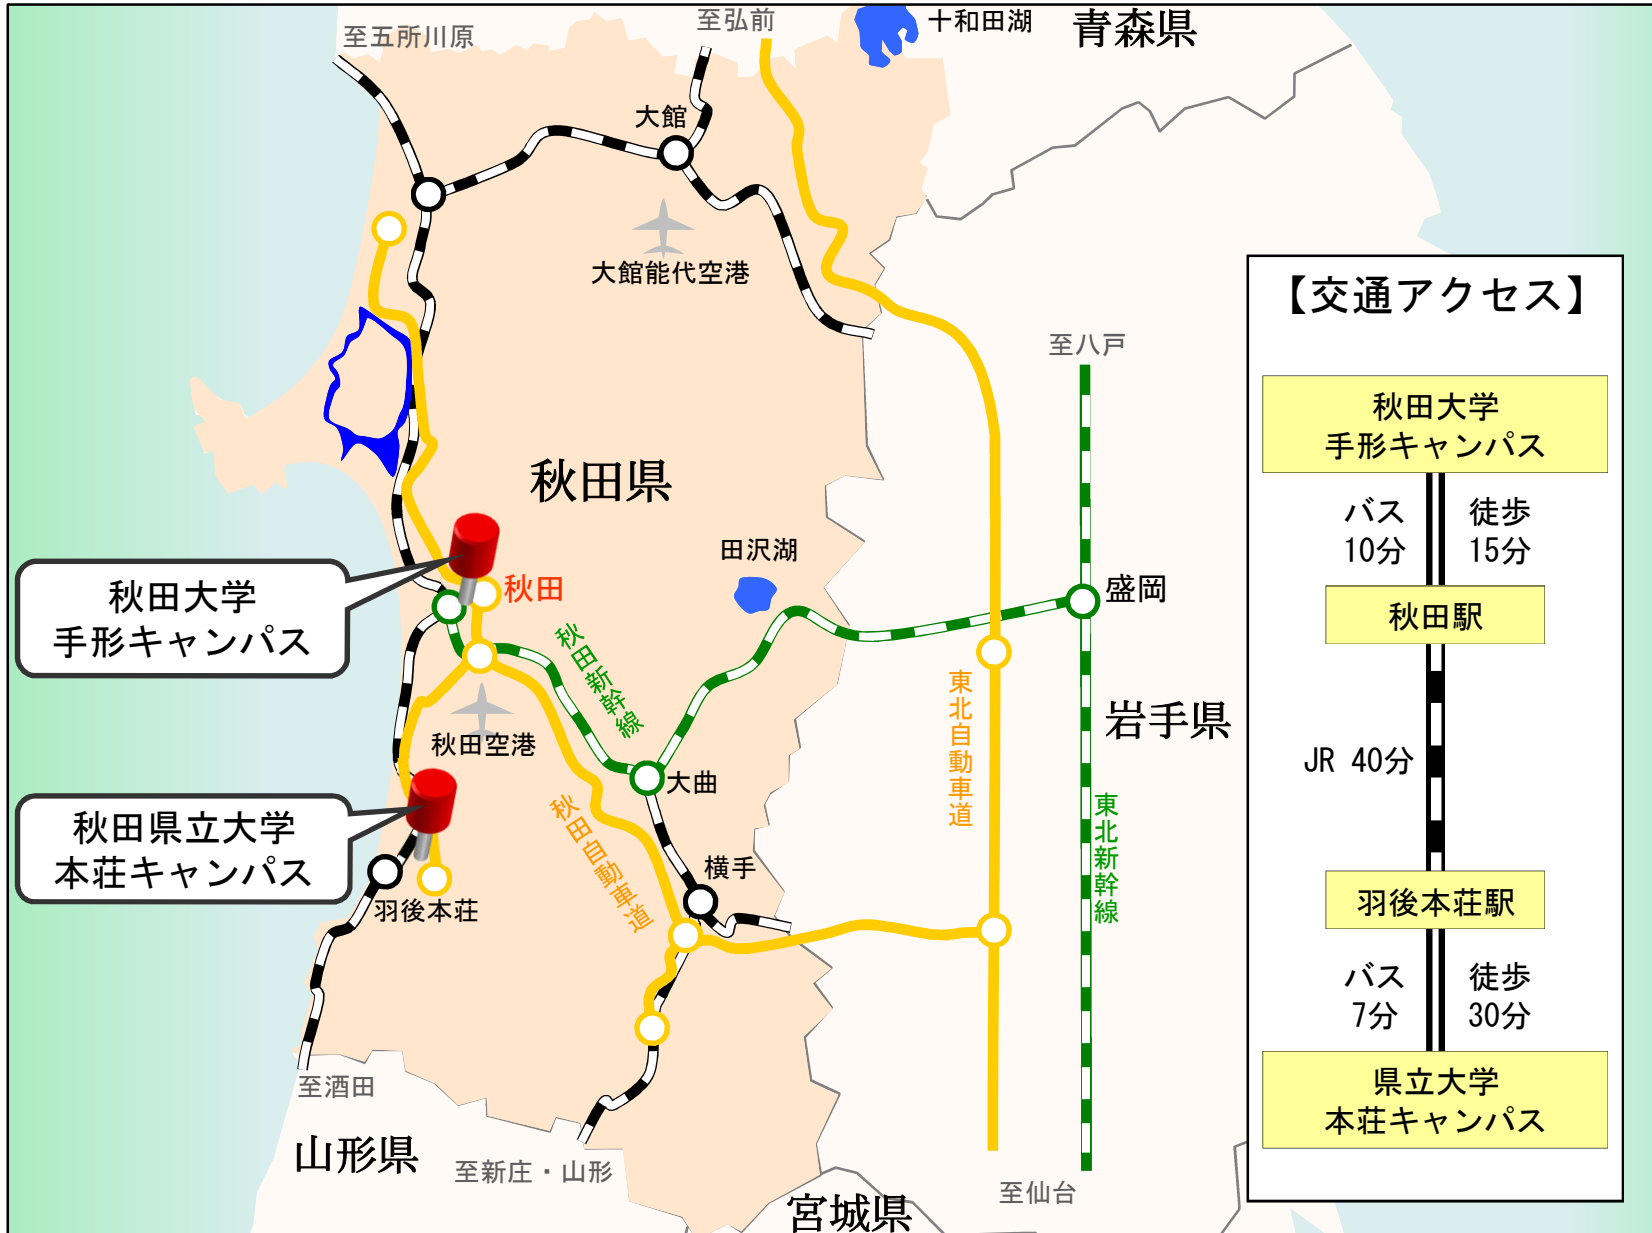 至五所川原
至弘前
十和田湖
青森県
大館
大館能代空港
秋田県
田沢湖
秋田大学
手形キャンパス
秋田
秋田新幹線
秋田空港
大曲
秋田自動車道
秋田県立大学
本荘キャンパス
羽後本荘
横手
至八戸
盛岡
東北自動車道
岩手県
東北新幹線
至酒田
山形県
至新庄・山形
宮城県
至仙台
【交通アクセス】
秋田大学
手形キャンパス
バス 徒歩
10分 15分
秋田駅
JR 40分
羽後本荘駅
バス 徒歩
7分 30分
県立大学
本荘キャンパス